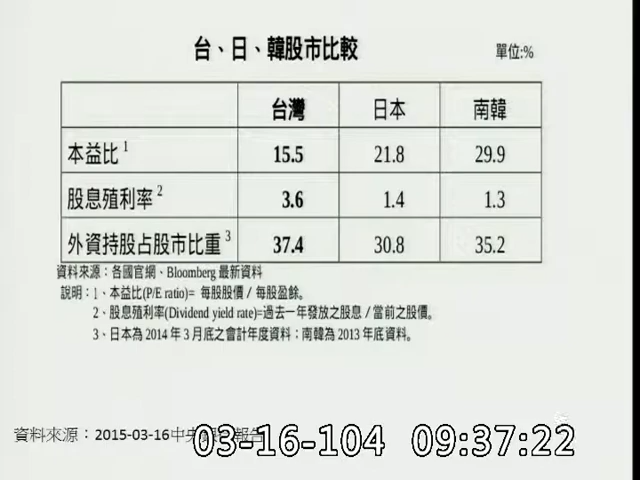 台、日、韓股市比較
單位:%
台灣 日本 南韓
本益比1 15.5 21.8 29.9
股息殖利率2 3.6 1.4 1.3
外資持股占股市比重3 37.4 30.8 35.2
資料來源：各國官網、Bloomberg 最新資料
說明：1、本益比(P/E ratio)= 每股股價 / 每股盈餘。
2、股息殖利率(Dividend yield rate)=過去一年發放之股息 / 當前之股價。
3、日本為 2014 年 3 月底之會計年度資料；南韓為 2013 年底資料。
資料來源：2015-03-16中央 報告
03-16-104 09:37:22